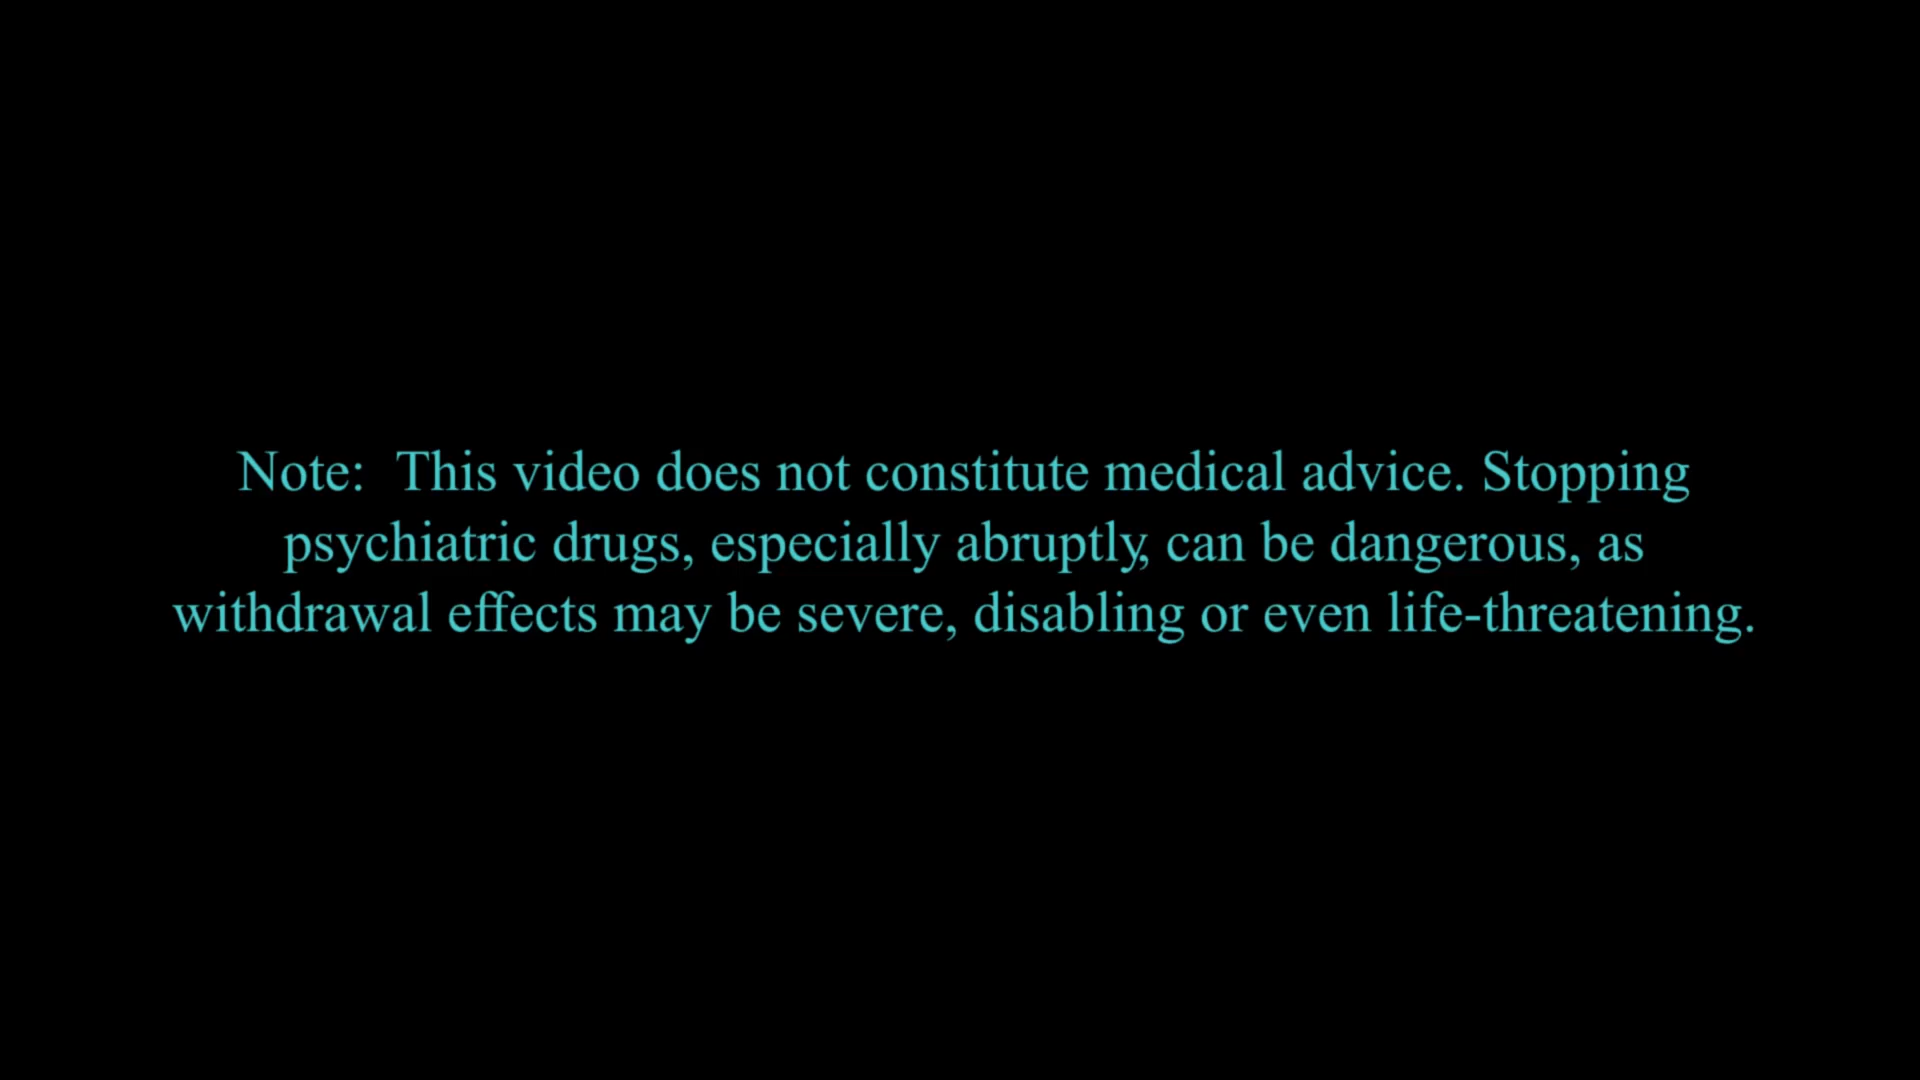 Note:  This video does not constitute medical advice. Stopping
psychiatric drugs, especially abruptly, can be dangerous, as
withdrawal effects may be severe, disabling or even life-threatening.